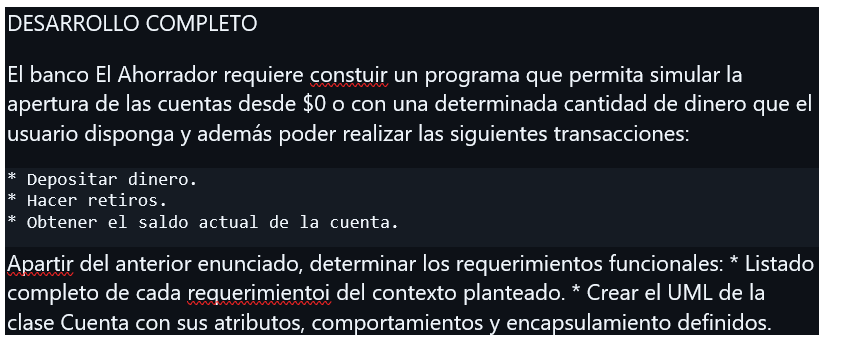 DESARROLLO COMPLETO
El banco El Ahorrador requiere constuir un programa que permita simular la
apertura de las cuentas desde $0 o con una determinada cantidad de dinero que el
usuario disponga y además poder realizar las siguientes transacciones:
* Depositar dinero.
* Hacer retiros.
* Obtener el saldo actual de la cuenta.
Apartir del anterior enunciado, determinar los requerimientos funcionales: * Listado
completo de cada requerimientoi del contexto planteado. * Crear el UML de la
clase Cuenta con sus atributos, comportamientos y encapsulamiento definidos.